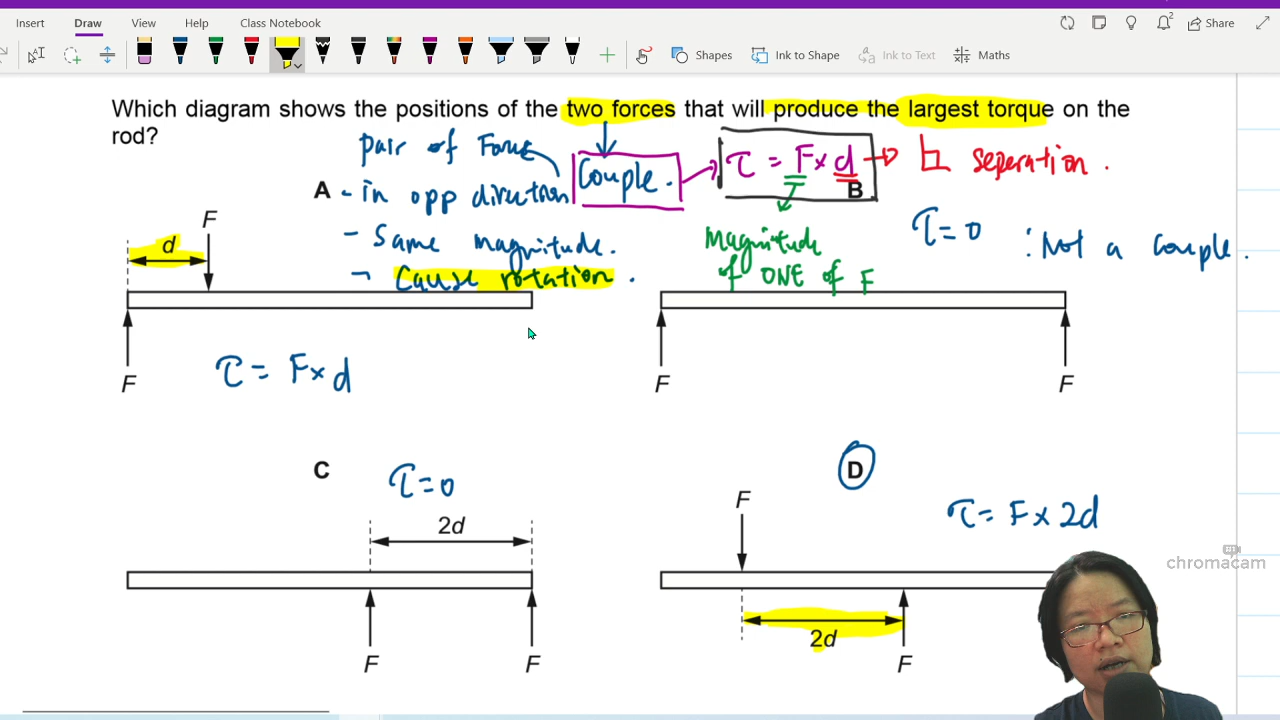 Insert Draw View Help Class Notebook Share
Shapes Ink to Shape Ink to Text Maths
Which diagram shows the positions of the two forces that will produce the largest torque on the
rod?
pair of Force
Couple.
τ = F x d
seperation.
A
- in opp direction
B
- Same magnitude.
- Cause rotation.
Magnitude
of ONE of F
τ = 0 ∴ Not a couple.
F
d
F
τ = F x d
F
F
C
τ = 0
D
2d
F
τ = F x 2d
chromacam
2d
F
F
F